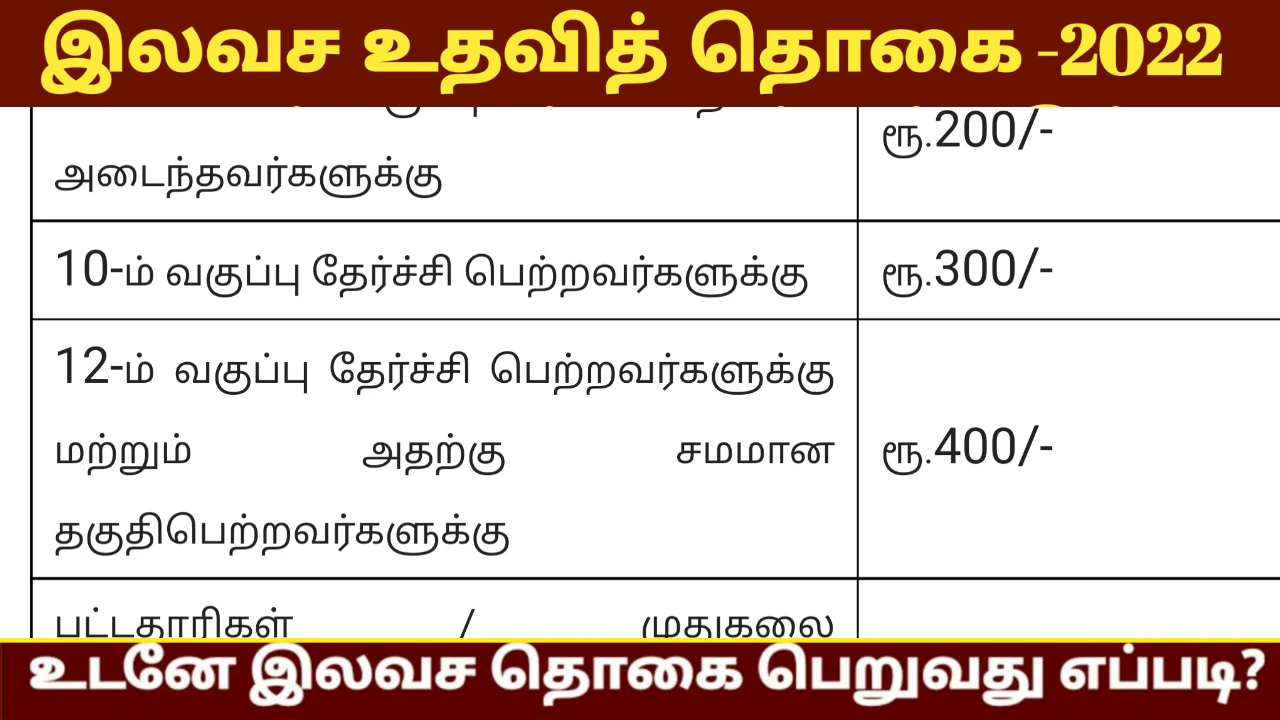 இலவச உதவித் தொகை -2022
ரூ.200/-
அடைந்தவர்களுக்கு
10-ம் வகுப்பு தேர்ச்சி பெற்றவர்களுக்கு ரூ.300/-
12-ம் வகுப்பு தேர்ச்சி பெற்றவர்களுக்கு
மற்றும் அதற்கு சமமான ரூ.400/-
தகுதிபெற்றவர்களுக்கு
பட்டதாரிகள் / முதுகலை
உடனே இலவச தொகை பெறுவது எப்படி?